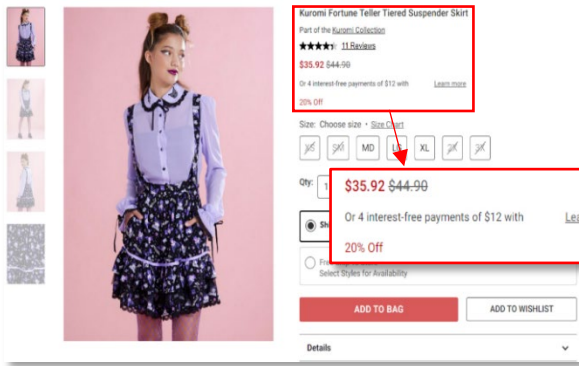 Kuromi Fortune Teller Tiered Suspender Skirt
Part of the Kuromi Collection
11 Reviews
$35.92 $44.90
Or 4 interest-free payments of $12 with Learn more
20% Off
Size: Choose size • Size Chart
XS SM MD LG XL 2X 3X
Qty: 1
$35.92 $44.90
Or 4 interest-free payments of $12 with Lea
20% Off
Select Styles for Availability
ADD TO BAG ADD TO WISHLIST
Details